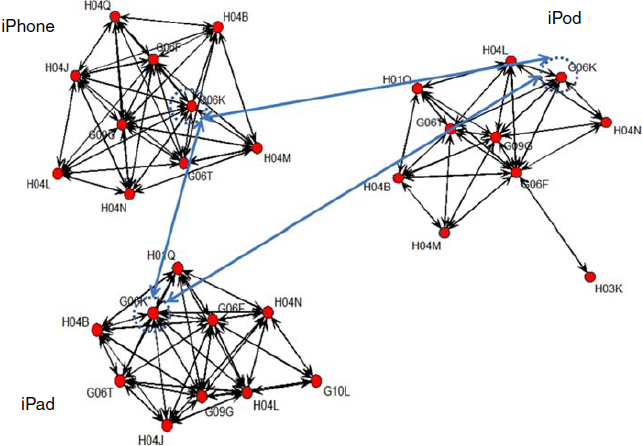 iPhone
H04Q
H04B
G06F
H04J
G06K
G09G
H04M
G06T
H04L
H04N
iPod
H04L
G06K
H01Q
G06T
H04N
G09G
H04B
G06F
H04M
H03K
iPad
H01Q
G06K
G06F
H04N
H04B
G06T
G09G
H04L
G10L
H04J